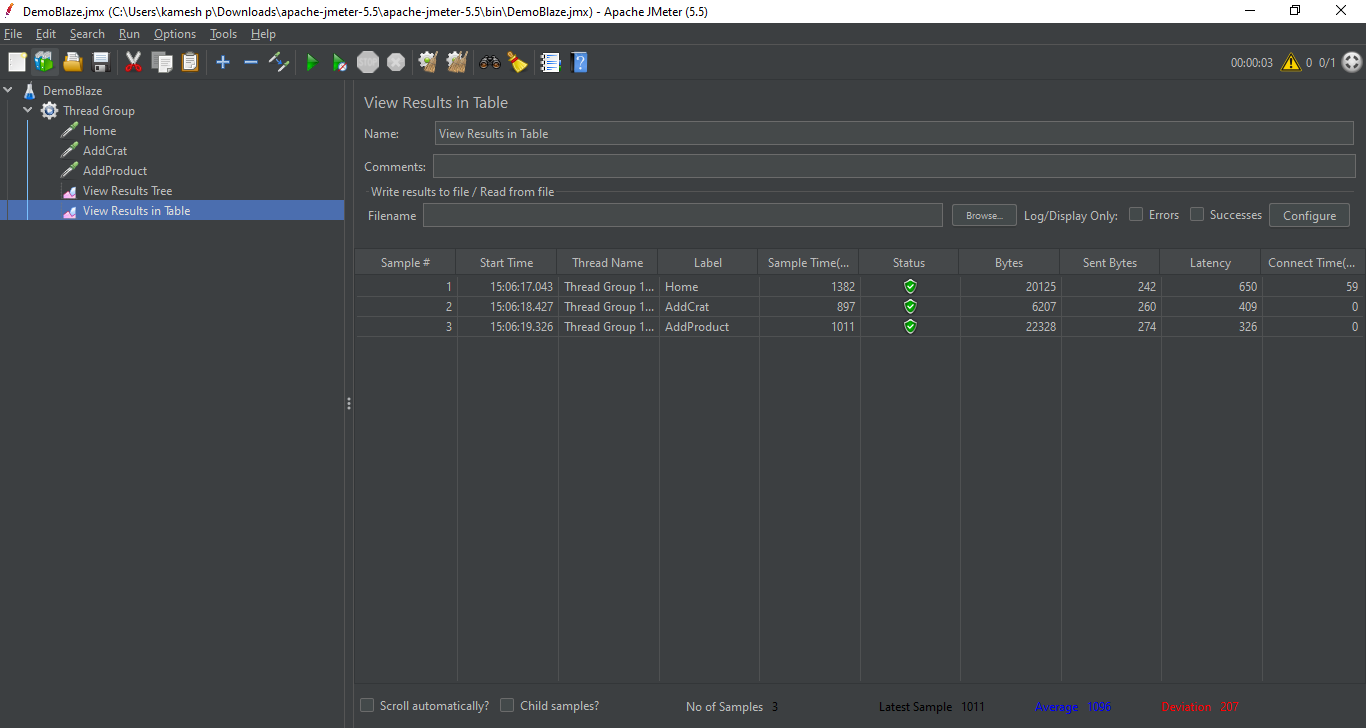 DemoBlaze.jmx (C:\Users\kamesh p\Downloads\apache-jmeter-5.5\apache-jmeter-5.5\bin\DemoBlaze.jmx) - Apache JMeter (5.5)
File Edit Search Run Options Tools Help
STOP 00:00:03 0 0/1
DemoBlaze
Thread Group
Home
AddCrat
AddProduct
View Results Tree
View Results in Table
View Results in Table
Name: View Results in Table
Comments:
Write results to file / Read from file
Filename Browse... Log/Display Only: Errors Successes Configure
Sample # Start Time Thread Name Label Sample Time(... Status Bytes Sent Bytes Latency Connect Time(...
1 15:06:17.043 Thread Group 1... Home 1382 20125 242 650 59
2 15:06:18.427 Thread Group 1... AddCrat 897 6207 260 409 0
3 15:06:19.326 Thread Group 1... AddProduct 1011 22328 274 326 0
Scroll automatically? Child samples? No of Samples 3 Latest Sample 1011 Average 1096 Deviation 207